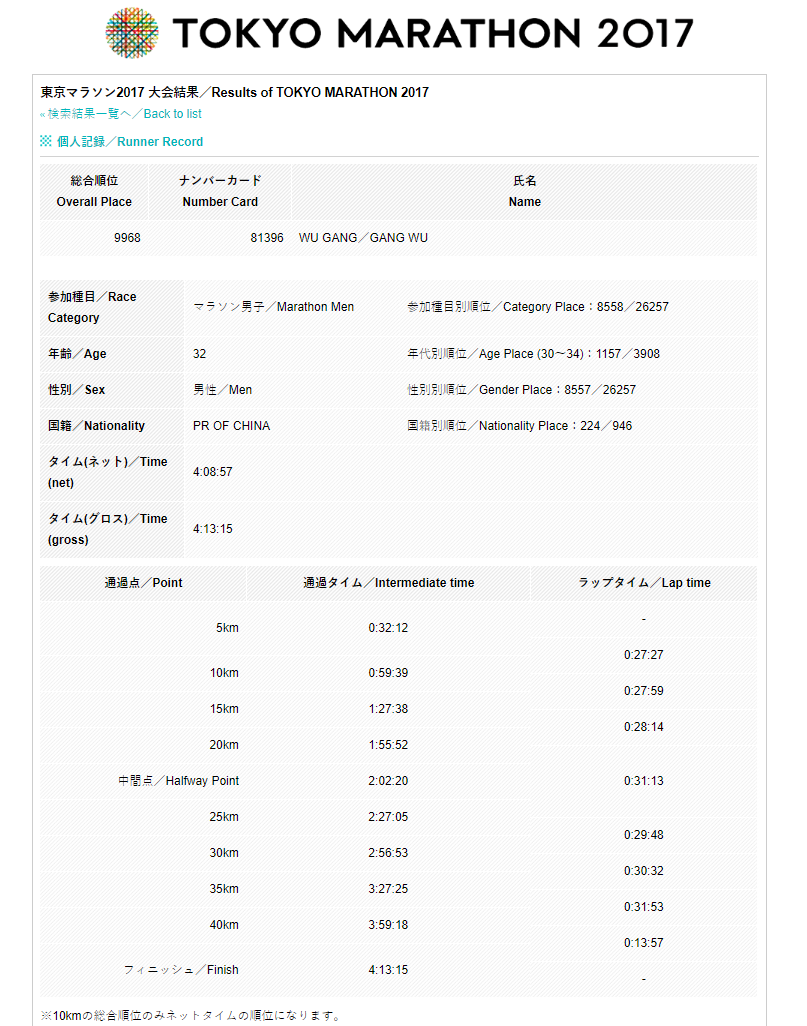 TOKYO MARATHON 2017
東京マラソン2017 大会結果／Results of TOKYO MARATHON 2017
« 検索結果一覧へ／Back to list
個人記録／Runner Record
総合順位 ナンバーカード 氏名
Overall Place Number Card Name
9968 81396 WU GANG／GANG WU
参加種目／Race
Category
マラソン男子／Marathon Men 参加種目別順位／Category Place：8558／26257
年齢／Age 32 年代別順位／Age Place (30～34)：1157／3908
性別／Sex 男性／Men 性別別順位／Gender Place：8557／26257
国籍／Nationality PR OF CHINA 国籍別順位／Nationality Place：224／946
タイム(ネット)／Time
(net)
4:08:57
タイム(グロス)／Time
(gross)
4:13:15
通過点／Point 通過タイム／Intermediate time ラップタイム／Lap time
-
5km 0:32:12
0:27:27
10km 0:59:39
0:27:59
15km 1:27:38
0:28:14
20km 1:55:52
中間点／Halfway Point 2:02:20 0:31:13
25km 2:27:05
0:29:48
30km 2:56:53
0:30:32
35km 3:27:25
0:31:53
40km 3:59:18
0:13:57
フィニッシュ／Finish 4:13:15
-
※10kmの総合順位のみネットタイムの順位になります。